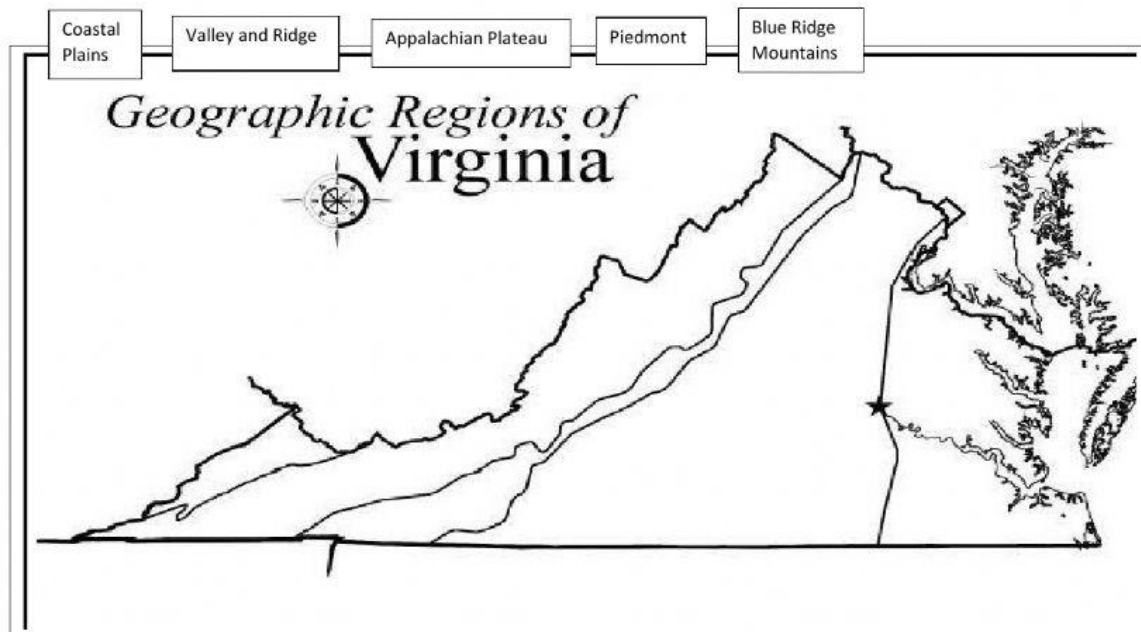 Coastal
Plains
Valley and Ridge
Appalachian Plateau
Piedmont
Blue Ridge
Mountains
Geographic Regions of
Virginia